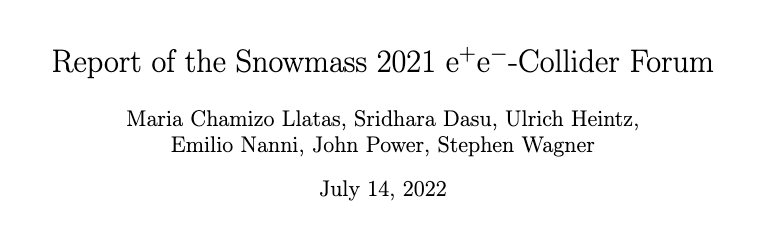 Report of the Snowmass 2021 e⁺e⁻-Collider Forum
Maria Chamizo Llatas, Sridhara Dasu, Ulrich Heintz,
Emilio Nanni, John Power, Stephen Wagner
July 14, 2022